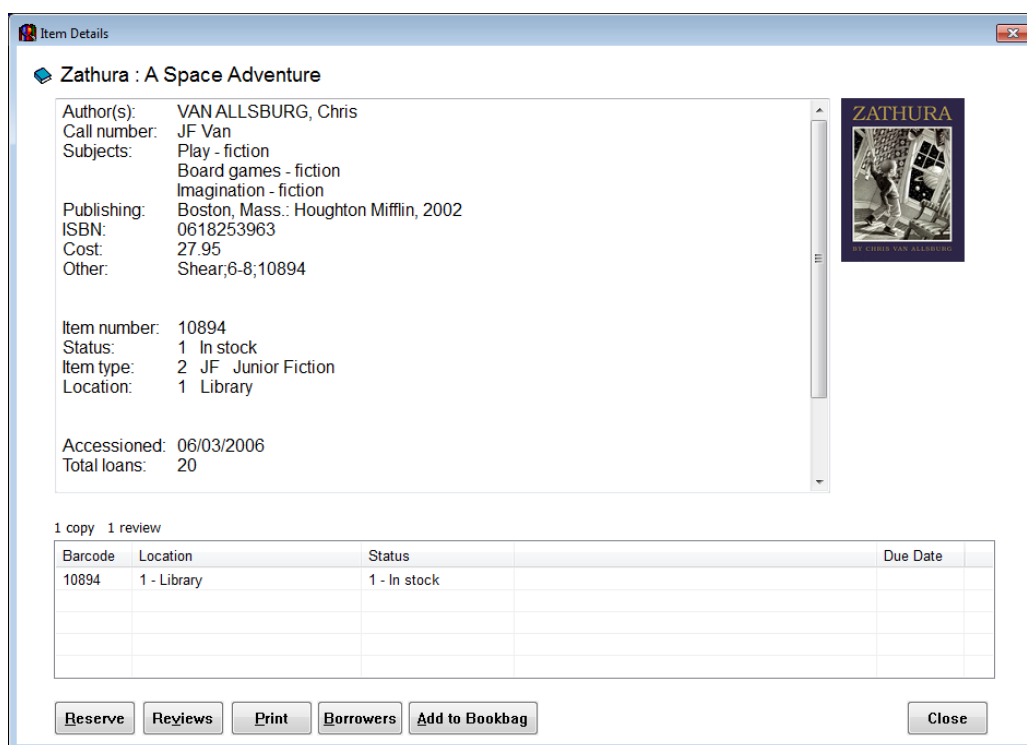 Item Details
Zathura : A Space Adventure
Author(s): VAN ALLSBURG, Chris
Call number: JF Van
Subjects: Play - fiction
Board games - fiction
Imagination - fiction
Publishing: Boston, Mass.: Houghton Mifflin, 2002
ISBN: 0618253963
Cost: 27.95
Other: Shear;6-8;10894
Item number: 10894
Status: 1 In stock
Item type: 2 JF Junior Fiction
Location: 1 Library
Accessioned: 06/03/2006
Total loans: 20
ZATHURA
BY CHRIS VAN ALLSBURG
1 copy 1 review
Barcode Location Status Due Date
10894 1 - Library 1 - In stock
Reserve Reviews Print Borrowers Add to Bookbag Close